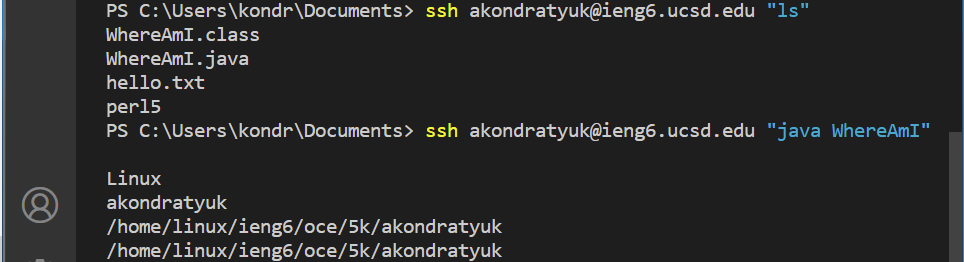 PS C:\Users\kondr\Documents> ssh akondratyuk@ieng6.ucsd.edu "ls"
WhereAmI.class
WhereAmI.java
hello.txt
perl5
PS C:\Users\kondr\Documents> ssh akondratyuk@ieng6.ucsd.edu "java WhereAmI"
Linux
akondratyuk
/home/linux/ieng6/oce/5k/akondratyuk
/home/linux/ieng6/oce/5k/akondratyuk